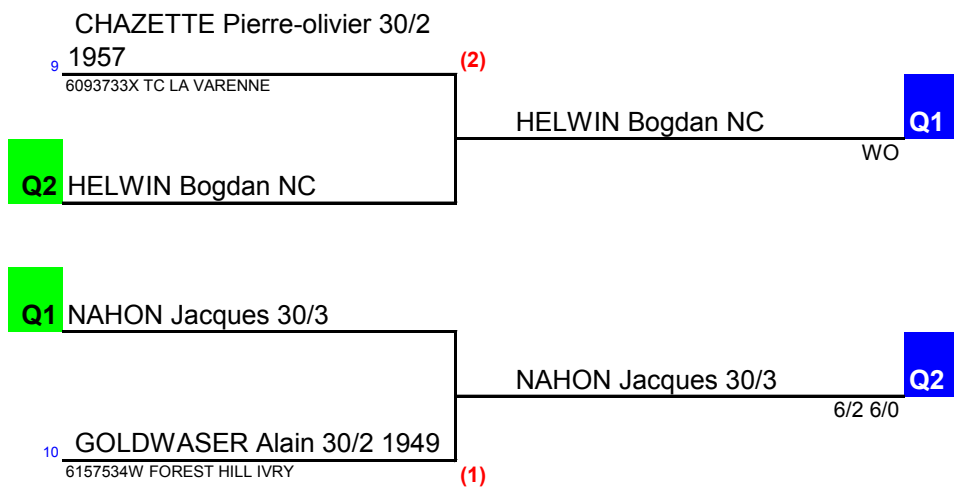 CHAZETTE Pierre-olivier 30/2
9 1957 (2)
6093733X TC LA VARENNE
HELWIN Bogdan NC Q1
WO
Q2 HELWIN Bogdan NC
Q1 NAHON Jacques 30/3
NAHON Jacques 30/3 Q2
6/2 6/0
10 GOLDWASER Alain 30/2 1949
6157534W FOREST HILL IVRY (1)